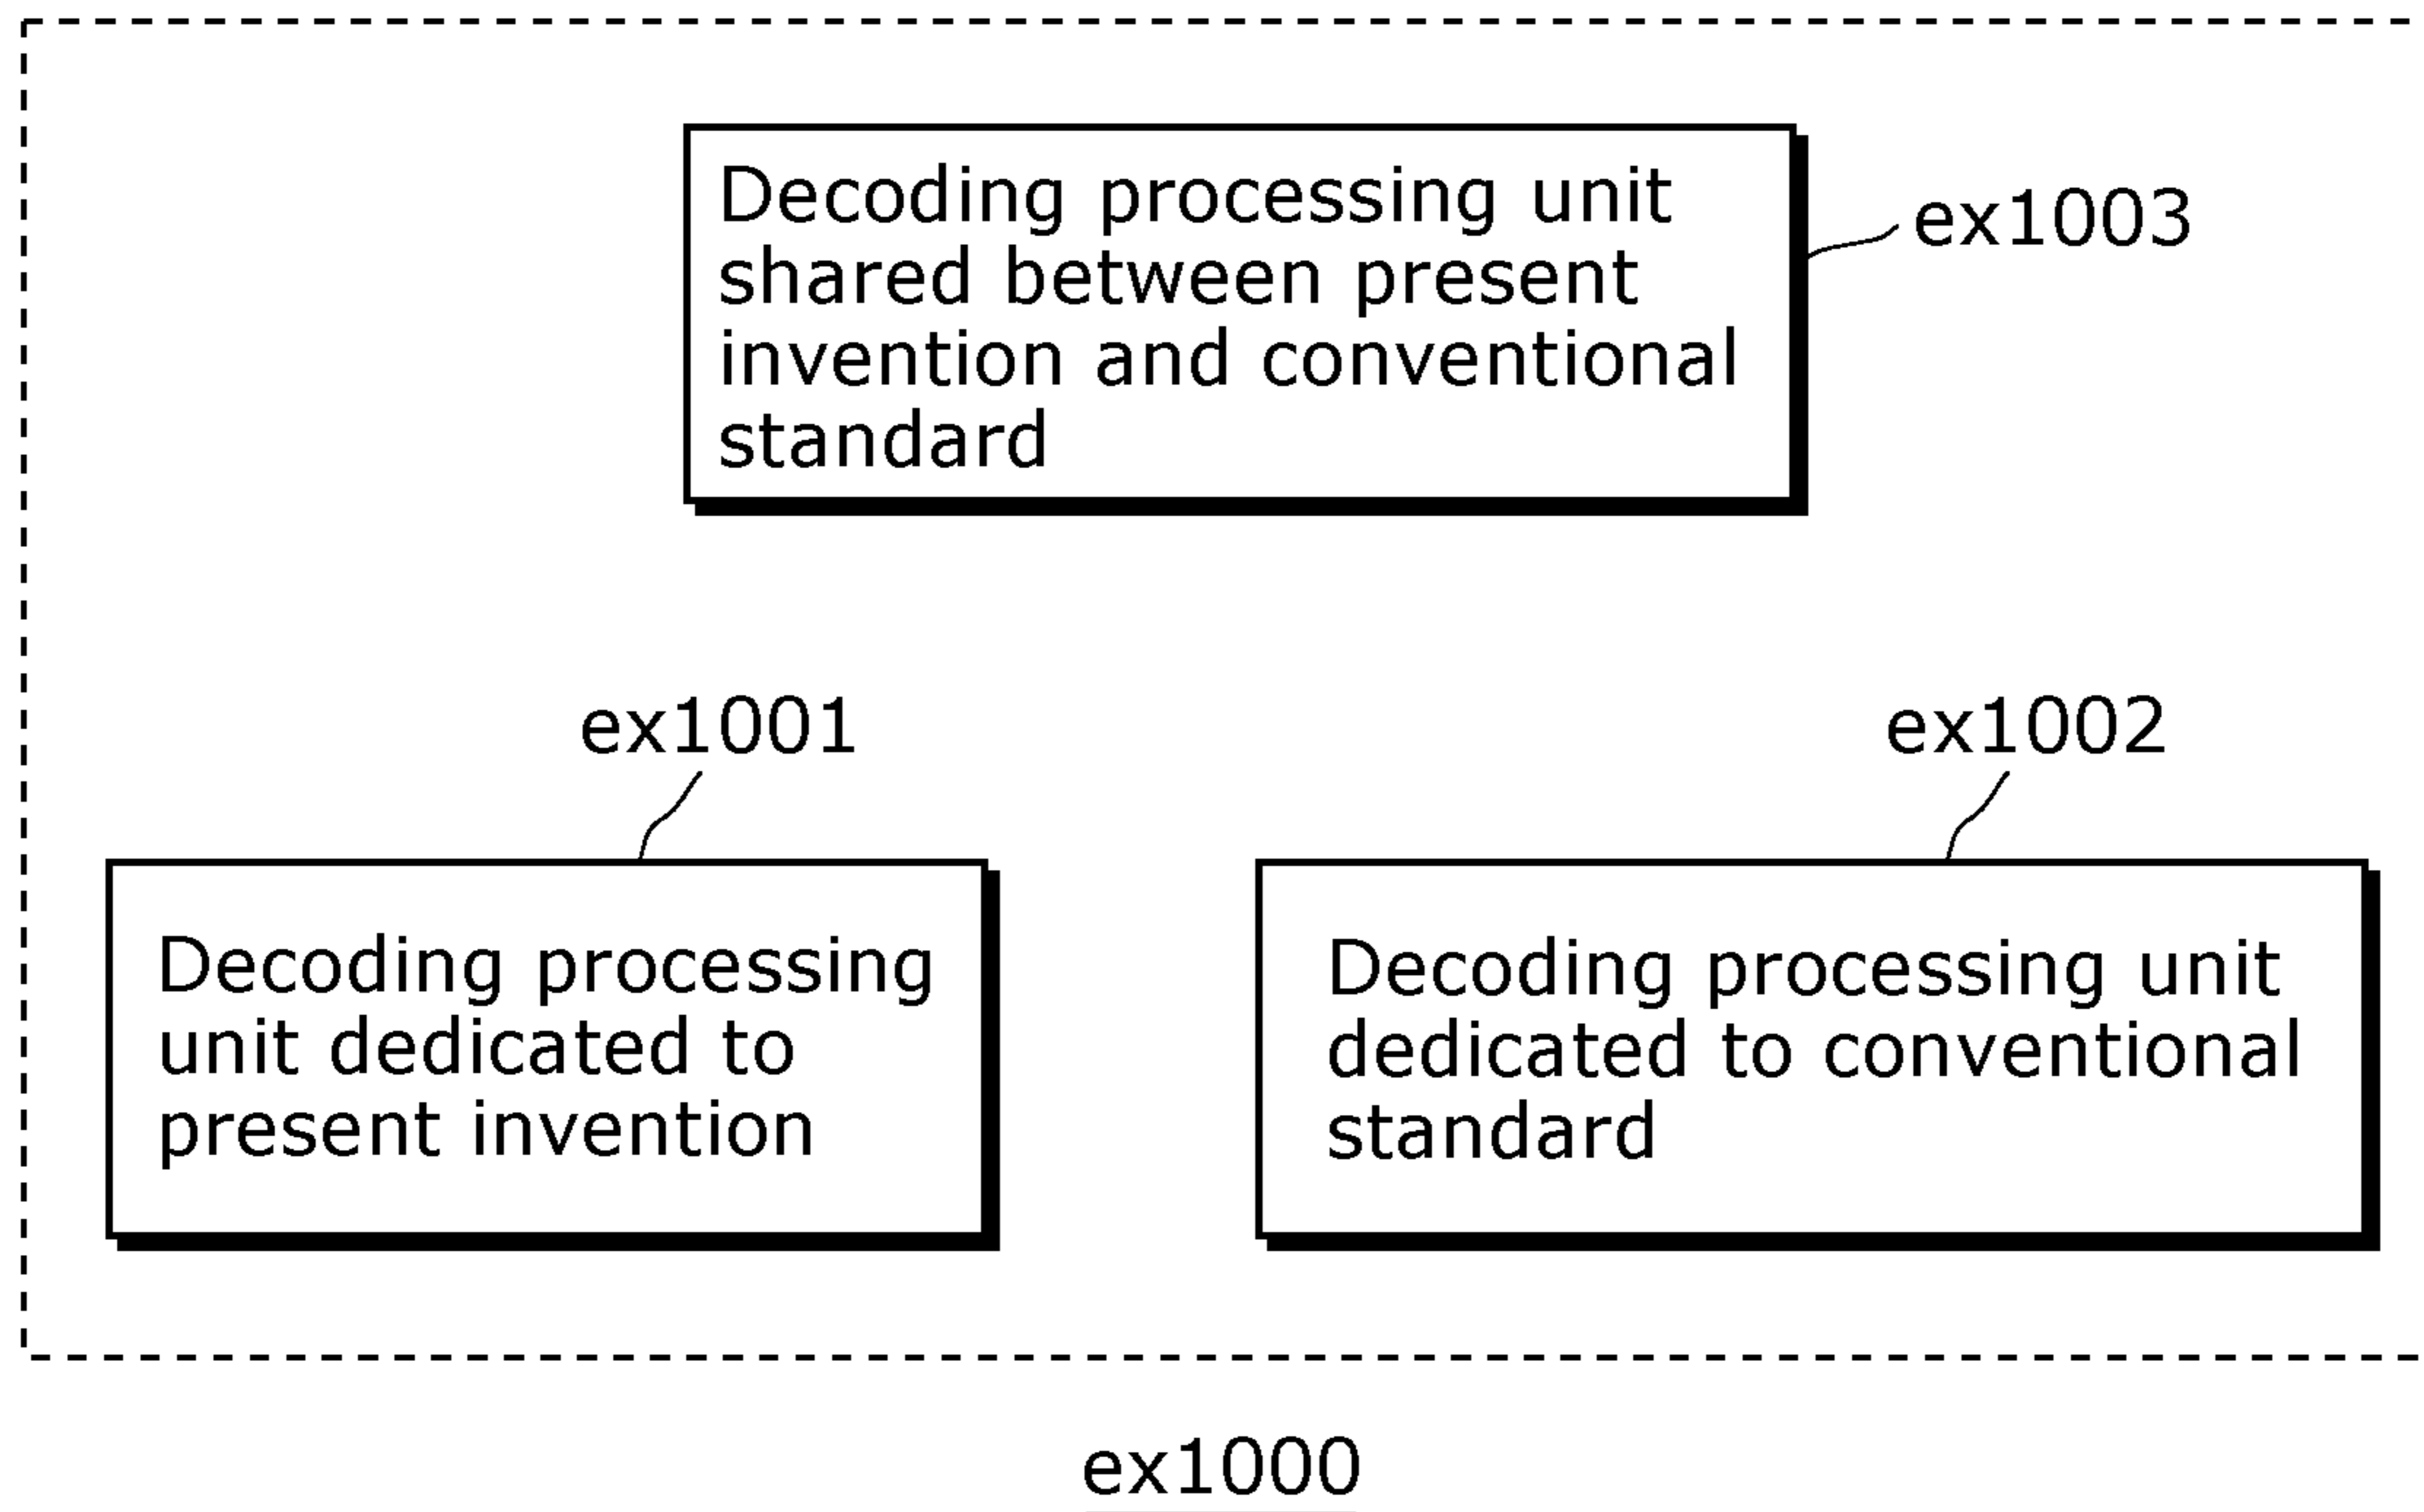 Decoding processing unit
shared between present
invention and conventional
standard
ex1003
ex1001
ex1002
Decoding processing
unit dedicated to
present invention
Decoding processing unit
dedicated to conventional
standard
ex1000